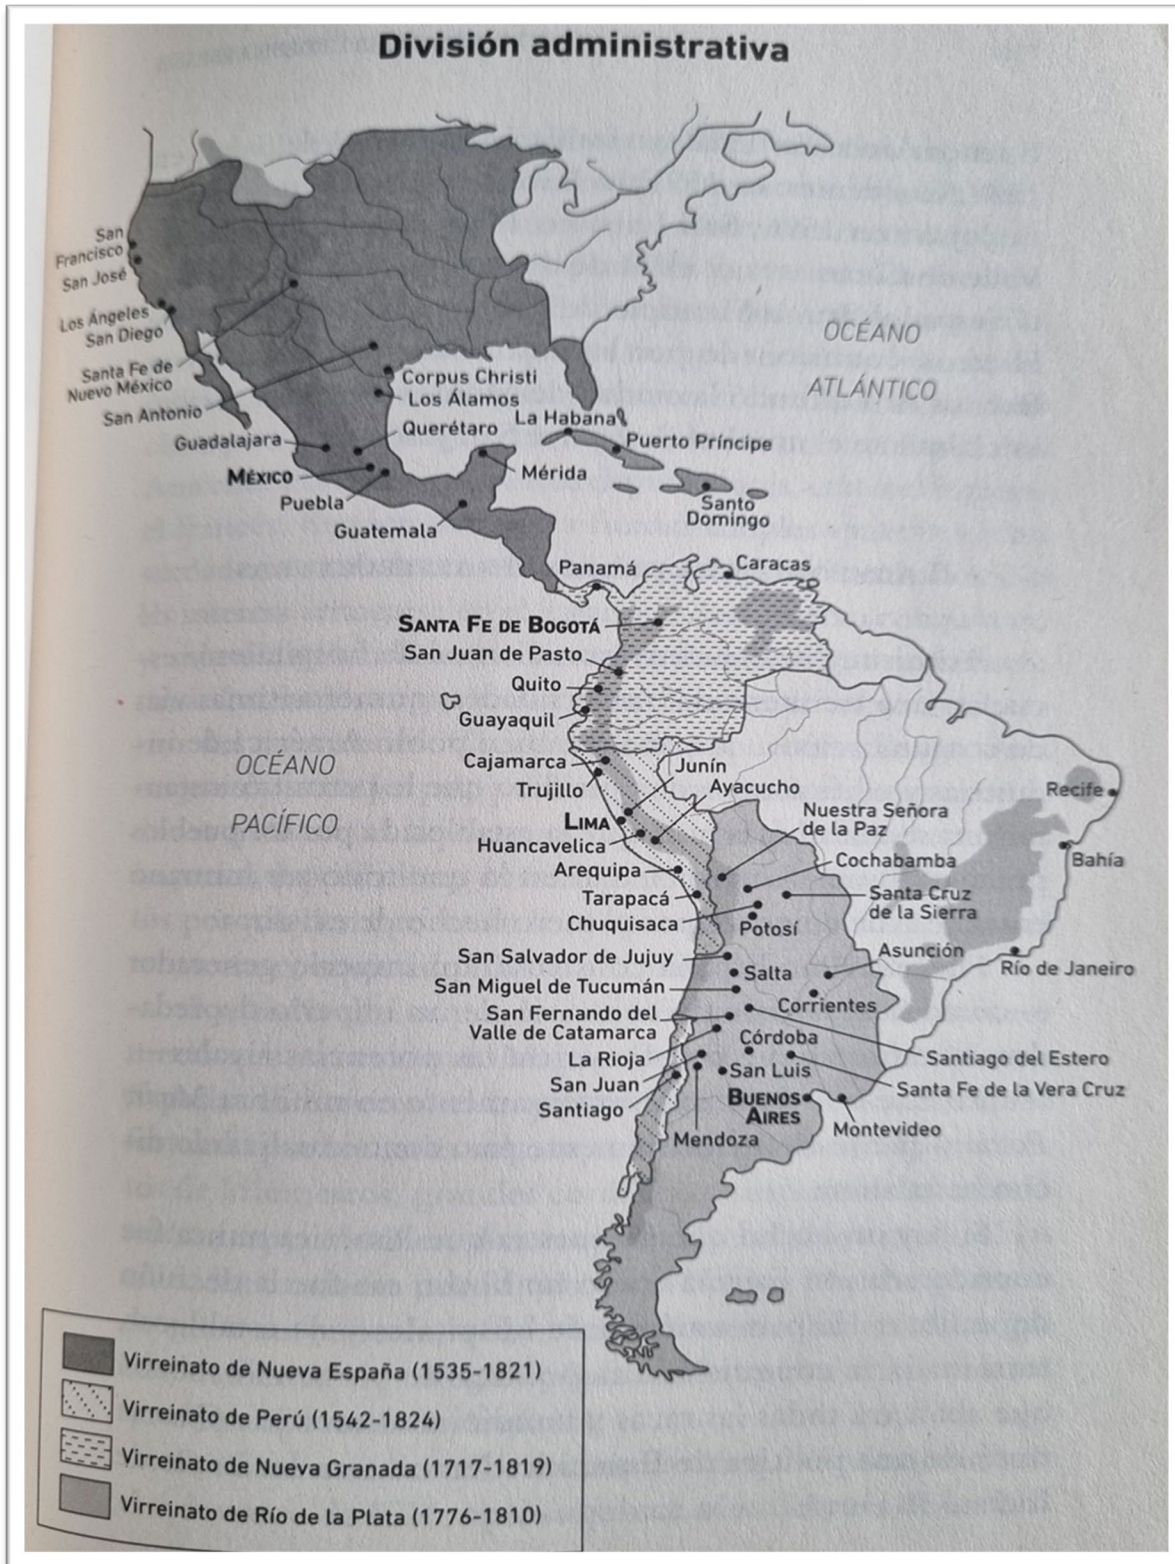 División administrativa
San
Francisco
San José
Los Ángeles
San Diego
Santa Fe de
Nuevo México
San Antonio
Corpus Christi
Los Álamos
Guadalajara
Querétaro
MÉXICO
Puebla
Guatemala
Mérida
La Habana
Puerto Príncipe
Santo
Domingo
OCÉANO
ATLÁNTICO
Panamá
Caracas
SANTA FE DE BOGOTÁ
San Juan de Pasto
Quito
Guayaquil
OCÉANO
PACÍFICO
Cajamarca
Trujillo
Junín
Ayacucho
LIMA
Huancavelica
Nuestra Señora
de la Paz
Recife
Bahía
Arequipa
Cochabamba
Tarapacá
Santa Cruz
de la Sierra
Chuquisaca
Potosí
San Salvador de Jujuy
Asunción
Río de Janeiro
Salta
San Miguel de Tucumán
Corrientes
San Fernando del
Valle de Catamarca
Córdoba
La Rioja
Santiago del Estero
San Juan
San Luis
Santa Fe de la Vera Cruz
Santiago
BUENOS
AIRES
Mendoza
Montevideo
Virreinato de Nueva España (1535-1821)
Virreinato de Perú (1542-1824)
Virreinato de Nueva Granada (1717-1819)
Virreinato de Río de la Plata (1776-1810)